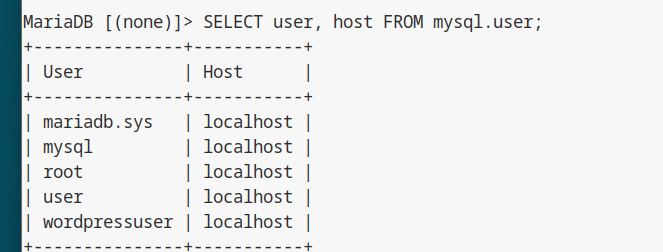 MariaDB [(none)]> SELECT user, host FROM mysql.user;
+---------------+-----------+
| User          | Host      |
+---------------+-----------+
| mariadb.sys   | localhost |
| mysql         | localhost |
| root          | localhost |
| user          | localhost |
| wordpressuser | localhost |
+---------------+-----------+